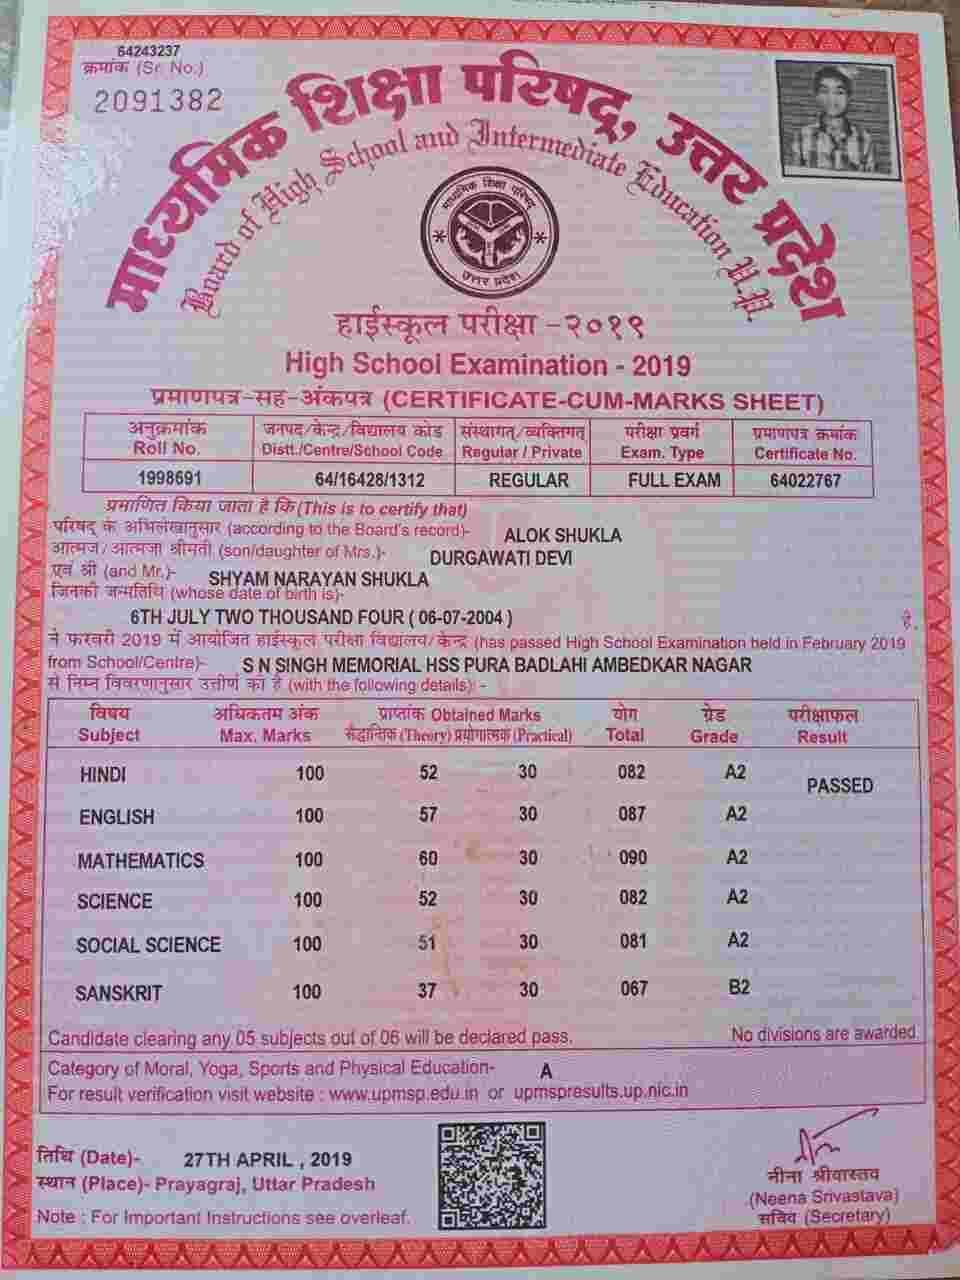 64243237
क्रमांक (Sr. No.)
2091382
माध्यमिक शिक्षा परिषद्, उत्तर प्रदेश
Board of High School and Intermediate Education U.P.
माध्यमिक शिक्षा परिषद्
उत्तर प्रदेश
हाईस्कूल परीक्षा - २०१९
High School Examination - 2019
प्रमाणपत्र-सह-अंकपत्र (CERTIFICATE-CUM-MARKS SHEET)
अनुक्रमांक जनपद/केन्द्र/विद्यालय कोड संस्थागत/व्यक्तिगत परीक्षा प्रवर्ग प्रमाणपत्र क्रमांक
Roll No. Distt./Centre/School Code Regular / Private Exam. Type Certificate No.
1998691 64/16428/1312 REGULAR FULL EXAM 64022767
प्रमाणित किया जाता है कि (This is to certify that)
परिषद् के अभिलेखानुसार (according to the Board's record)- ALOK SHUKLA
आत्मज/आत्मजा श्रीमती (son/daughter of Mrs.)- DURGAWATI DEVI
एवं श्री (and Mr.)- SHYAM NARAYAN SHUKLA
जिनकी जन्मतिथि (whose date of birth is)-
6TH JULY TWO THOUSAND FOUR ( 06-07-2004 ) है,
ने फरवरी 2019 में आयोजित हाईस्कूल परीक्षा विद्यालय/केन्द्र (has passed High School Examination held in February 2019
from School/Centre)- S N SINGH MEMORIAL HSS PURA BADLAHI AMBEDKAR NAGAR
से निम्न विवरणानुसार उत्तीर्ण की है (with the following details): -
विषय अधिकतम अंक प्राप्तांक Obtained Marks योग ग्रेड परीक्षाफल
Subject Max. Marks सैद्धान्तिक (Theory) प्रयोगात्मक (Practical) Total Grade Result
HINDI 100 52 30 082 A2 PASSED
ENGLISH 100 57 30 087 A2
MATHEMATICS 100 60 30 090 A2
SCIENCE 100 52 30 082 A2
SOCIAL SCIENCE 100 51 30 081 A2
SANSKRIT 100 37 30 067 B2
Candidate clearing any 05 subjects out of 06 will be declared pass. No divisions are awarded
Category of Moral, Yoga, Sports and Physical Education- A
For result verification visit website : www.upmsp.edu.in or upmspresults.up.nic.in
तिथि (Date)- 27TH APRIL , 2019
स्थान (Place)- Prayagraj, Uttar Pradesh
Note : For Important Instructions see overleaf.
नीना श्रीवास्तव
(Neena Srivastava)
सचिव (Secretary)